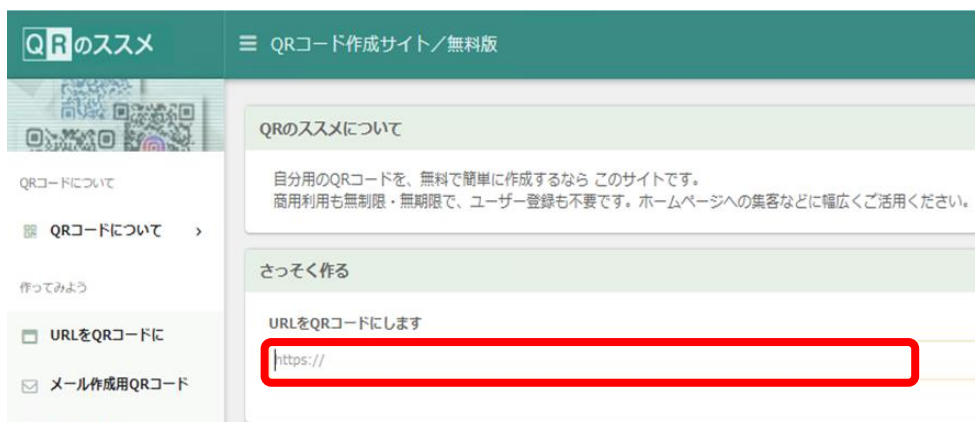 QRのススメ
≡ QRコード作成サイト／無料版
QRコードについて
QRコードについて ›
作ってみよう
URLをQRコードに
メール作成用QRコード
QRのススメについて
自分用のQRコードを、無料で簡単に作成するなら このサイトです。
商用利用も無制限・無期限で、ユーザー登録も不要です。ホームページへの集客などに幅広くご活用ください。
さっそく作る
URLをQRコードにします
https://